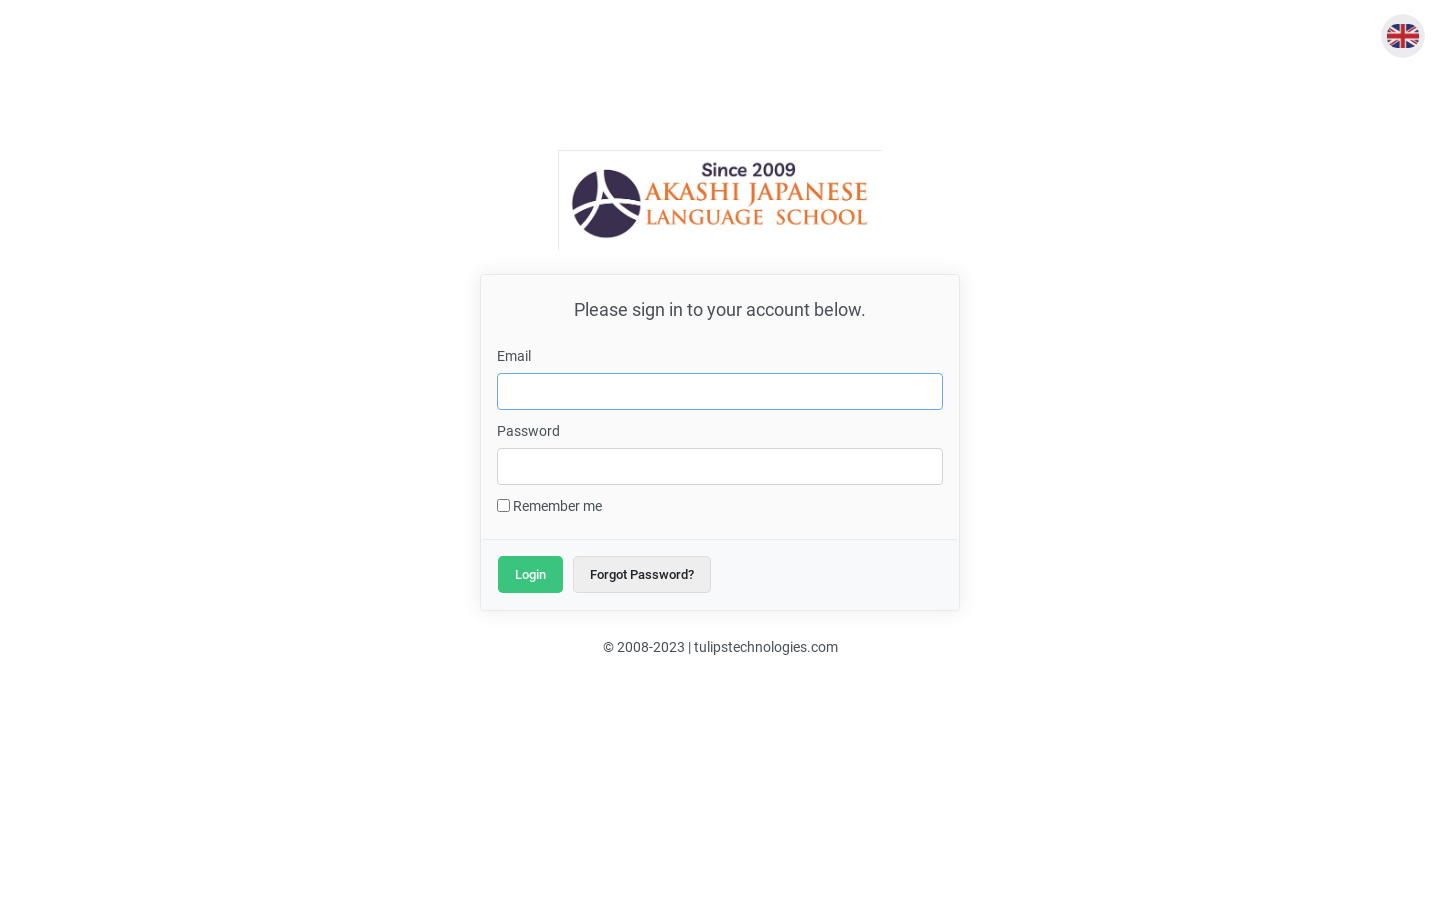 Since 2009
AKASHI JAPANESE
LANGUAGE SCHOOL
Please sign in to your account below.
Email
Password
Remember me
Login
Forgot Password?
© 2008-2023 | tulipstechnologies.com